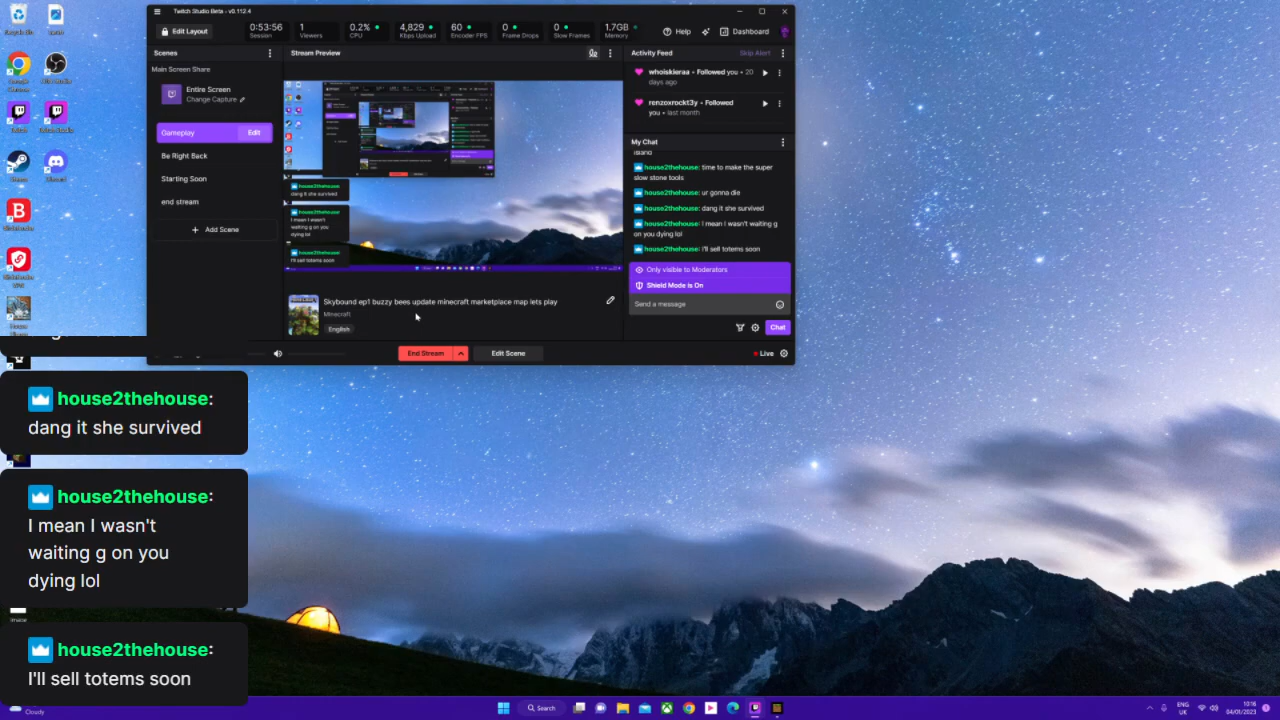 Twitch Studio Beta - v0.112.4
Edit Layout
0:53:56
Session
1
Viewers
0.2%
CPU
4,829
Kbps Upload
60
Encoder FPS
0
Frame Drops
0
Slow Frames
1.7GB
Memory
Help
Dashboard
Scenes
Main Screen Share
Entire Screen
Change Capture
Gameplay
Edit
Be Right Back
Starting Soon
end stream
+ Add Scene
Stream Preview
Skybound ep1 buzzy bees update minecraft marketplace map lets play
Minecraft
English
End Stream
Edit Scene
Live
Activity Feed
Skip Alert
whoiskieraa • Followed you • 20
days ago
renzoxrockt3y • Followed
you • last month
My Chat
island
house2thehouse: time to make the super
slow stone tools
house2thehouse: ur gonna die
house2thehouse: dang it she survived
house2thehouse: I mean I wasn't waiting g
on you dying lol
house2thehouse: I'll sell totems soon
Only visible to Moderators
Shield Mode is On
Send a message
Chat
house2thehouse:
dang it she survived
house2thehouse:
I mean I wasn't
waiting g on you
dying lol
house2thehouse:
I'll sell totems soon
Cloudy
Search
ENG
UK
10:16
04/01/2023